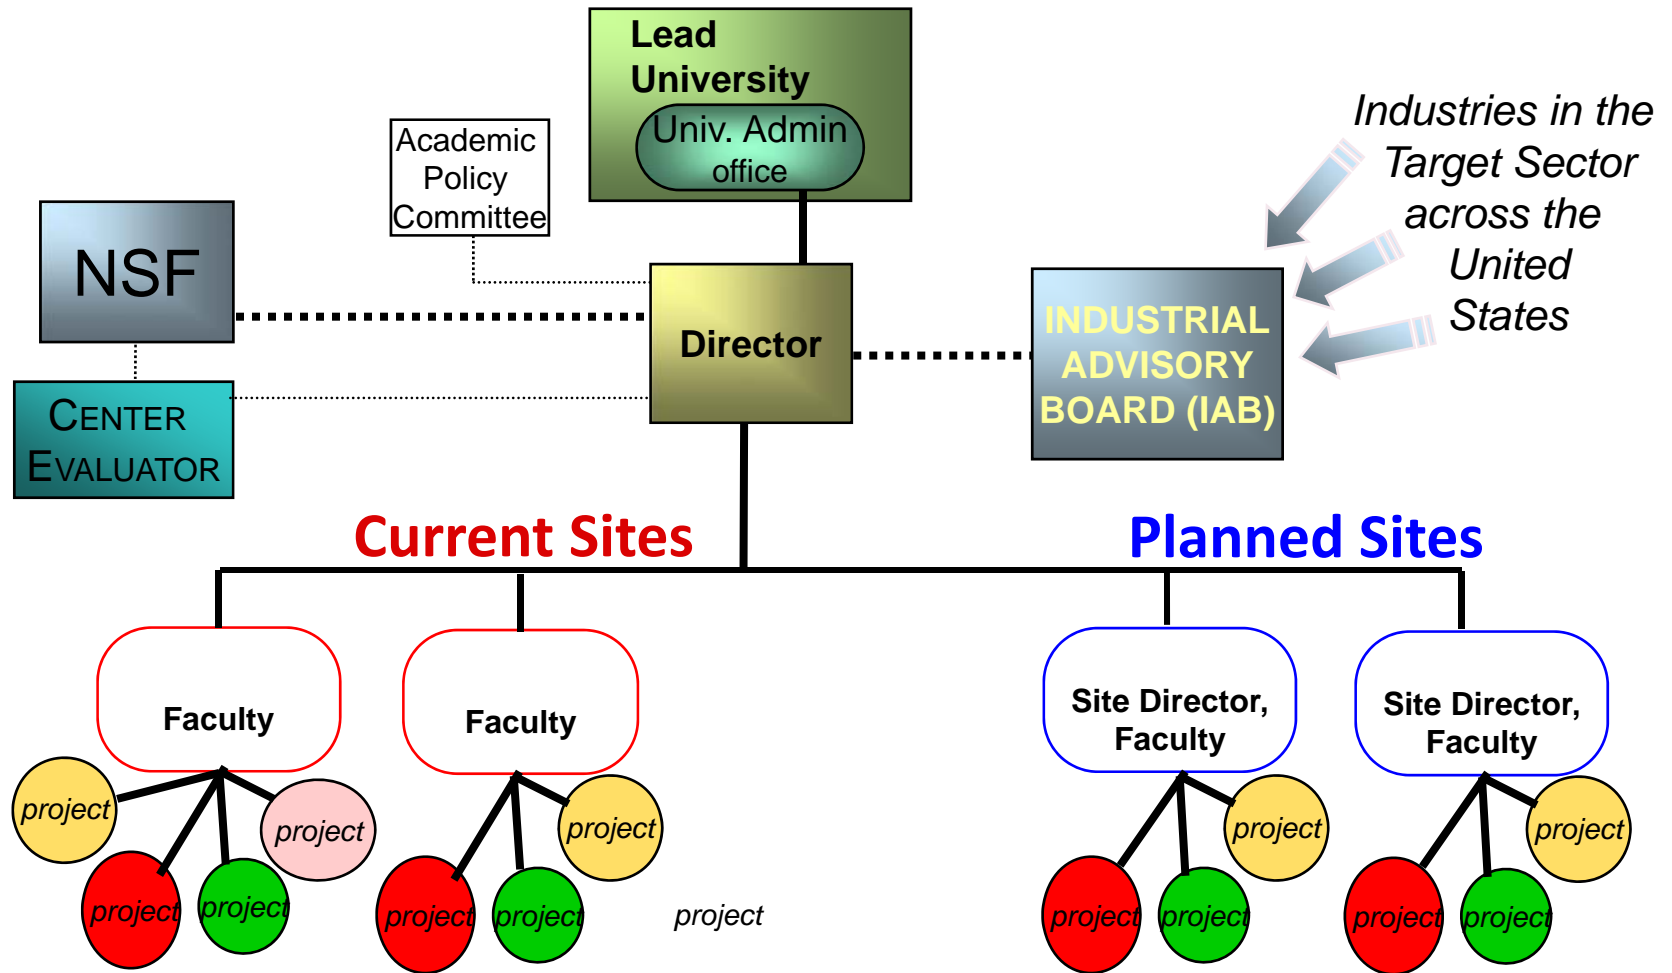 Lead
University
Univ. Admin
office
Academic
Policy
Committee
Industries in the
Target Sector
across the
United
States
NSF
Director
INDUSTRIAL
ADVISORY
BOARD (IAB)
CENTER
EVALUATOR
Current Sites
Planned Sites
Faculty
Faculty
Site Director,
Faculty
Site Director,
Faculty
project
project
project
project
project
project
project
project
project
project
project
project
project
project